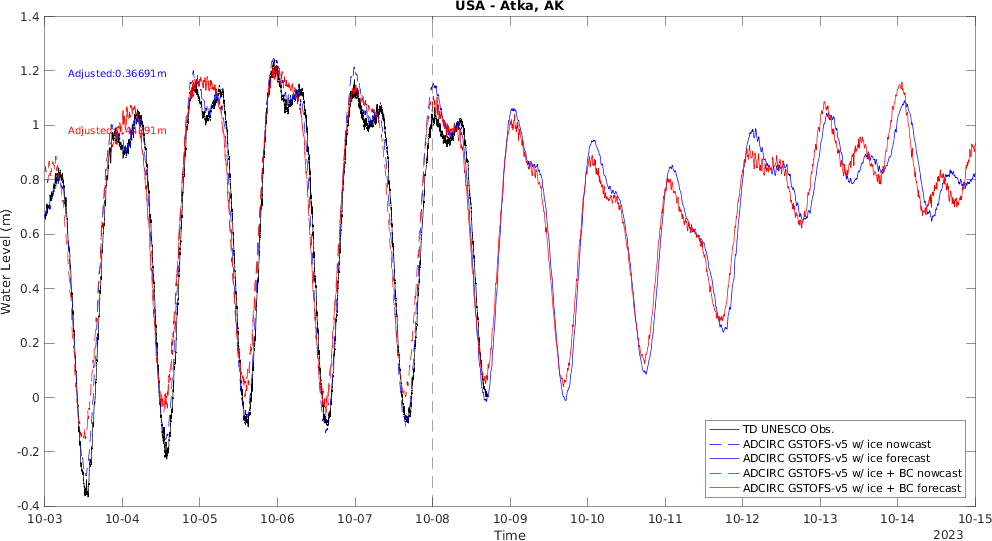 USA - Atka, AK
1.4
1.2
1
0.8
0.6
0.4
0.2
0
-0.2
-0.4
Water Level (m)
Adjusted:0.36691m
TD UNESCO Obs.
ADCIRC GSTOFS-v5 w/ ice nowcast
ADCIRC GSTOFS-v5 w/ ice forecast
ADCIRC GSTOFS-v5 w/ ice + BC nowcast
ADCIRC GSTOFS-v5 w/ ice + BC forecast
10-03 10-04 10-05 10-06 10-07 10-08 10-09 10-10 10-11 10-12 10-13 10-14 10-15
Time
2023